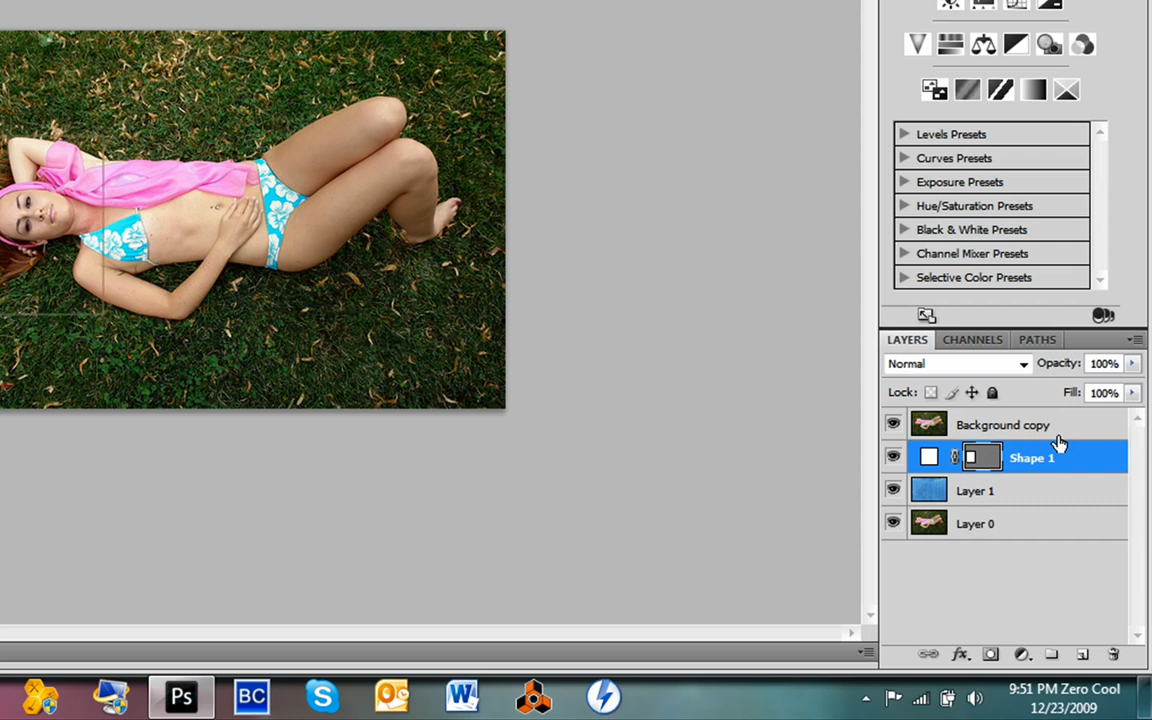 Levels Presets
Curves Presets
Exposure Presets
Hue/Saturation Presets
Black & White Presets
Channel Mixer Presets
Selective Color Presets
LAYERS CHANNELS PATHS
Normal Opacity: 100%
Lock: Fill: 100%
Background copy
Shape 1
Layer 1
Layer 0
fx.
Ps BC S O W
9:51 PM Zero Cool
12/23/2009